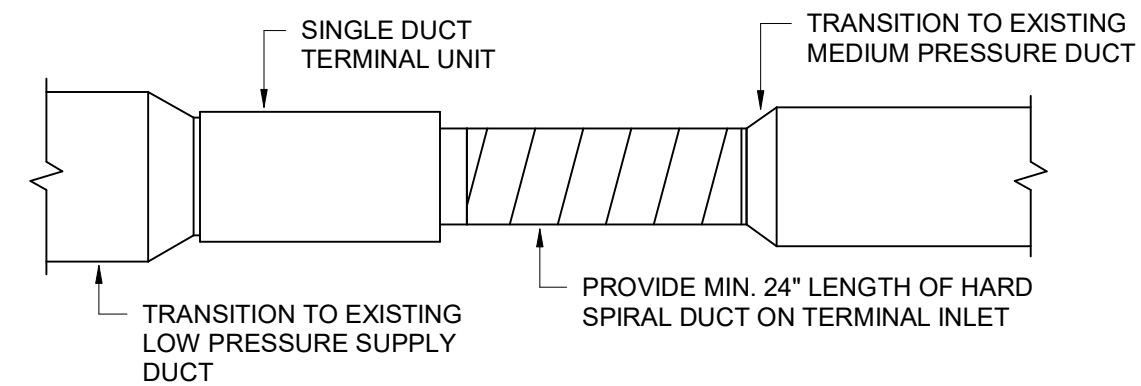 SINGLE DUCT
TERMINAL UNIT
TRANSITION TO EXISTING
MEDIUM PRESSURE DUCT
TRANSITION TO EXISTING
LOW PRESSURE SUPPLY
DUCT
PROVIDE MIN. 24" LENGTH OF HARD
SPIRAL DUCT ON TERMINAL INLET